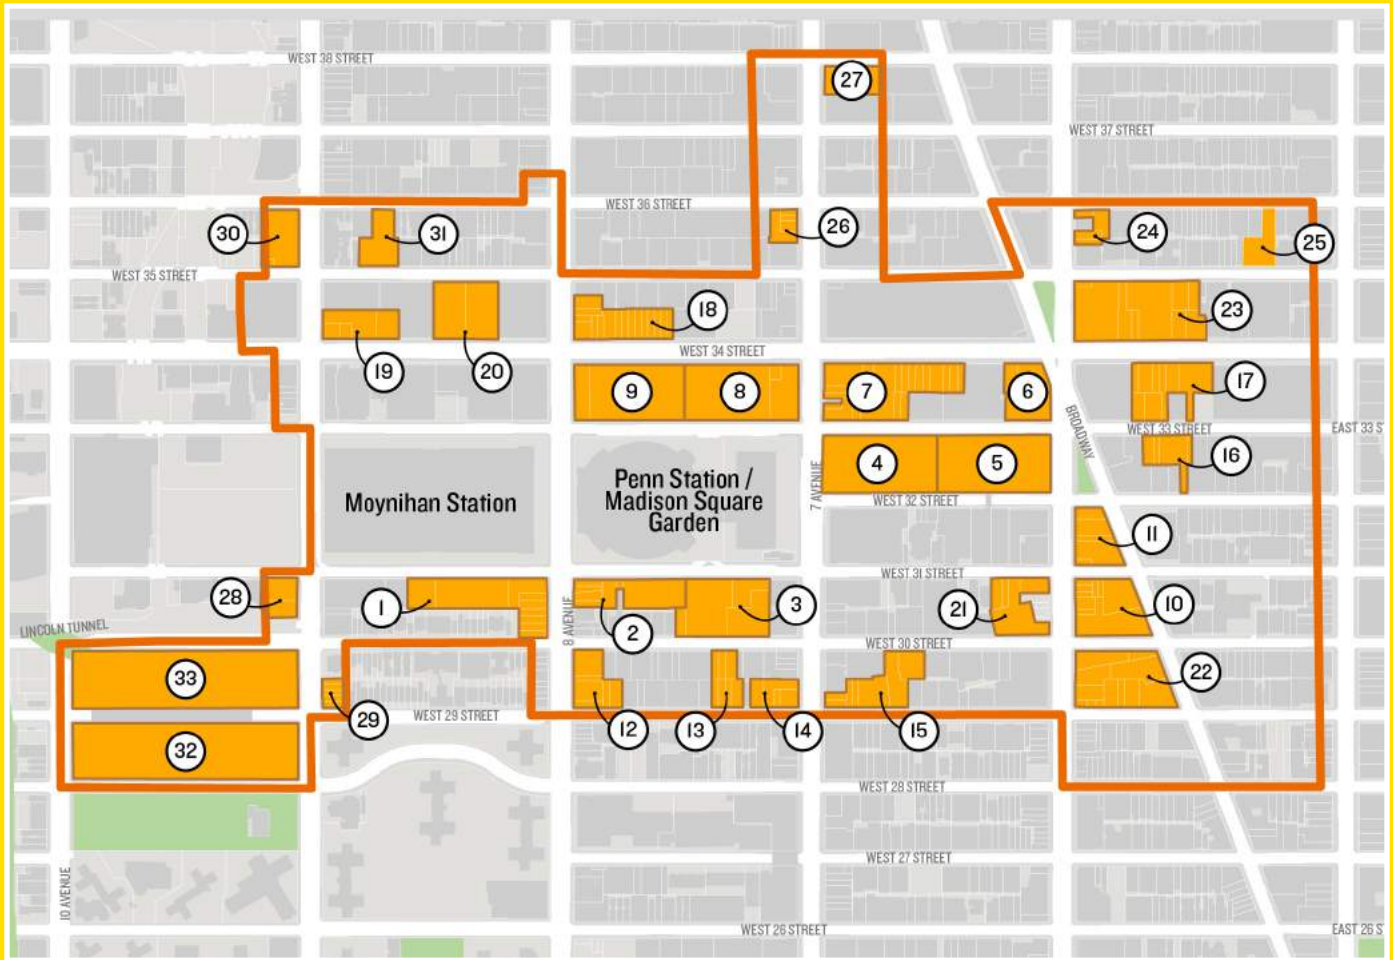 WEST 38 STREET
27
WEST 37 STREET
WEST 36 STREET
30
31
26
24
25
WEST 35 STREET
18
23
WEST 34 STREET
19
20
9
8
7
6
17
BROADWAY
WEST 33 STREET
EAST 33 S
4
5
16
Moynihan Station
Penn Station /
Madison Square
Garden
7 AVENUE
WEST 32 STREET
11
WEST 31 STREET
28
1
8 AVENUE
2
3
21
10
LINCOLN TUNNEL
WEST 30 STREET
33
29
WEST 29 STREET
12
13
14
15
22
32
WEST 28 STREET
WEST 27 STREET
10 AVENUE
WEST 26 STREET
EAST 26 S